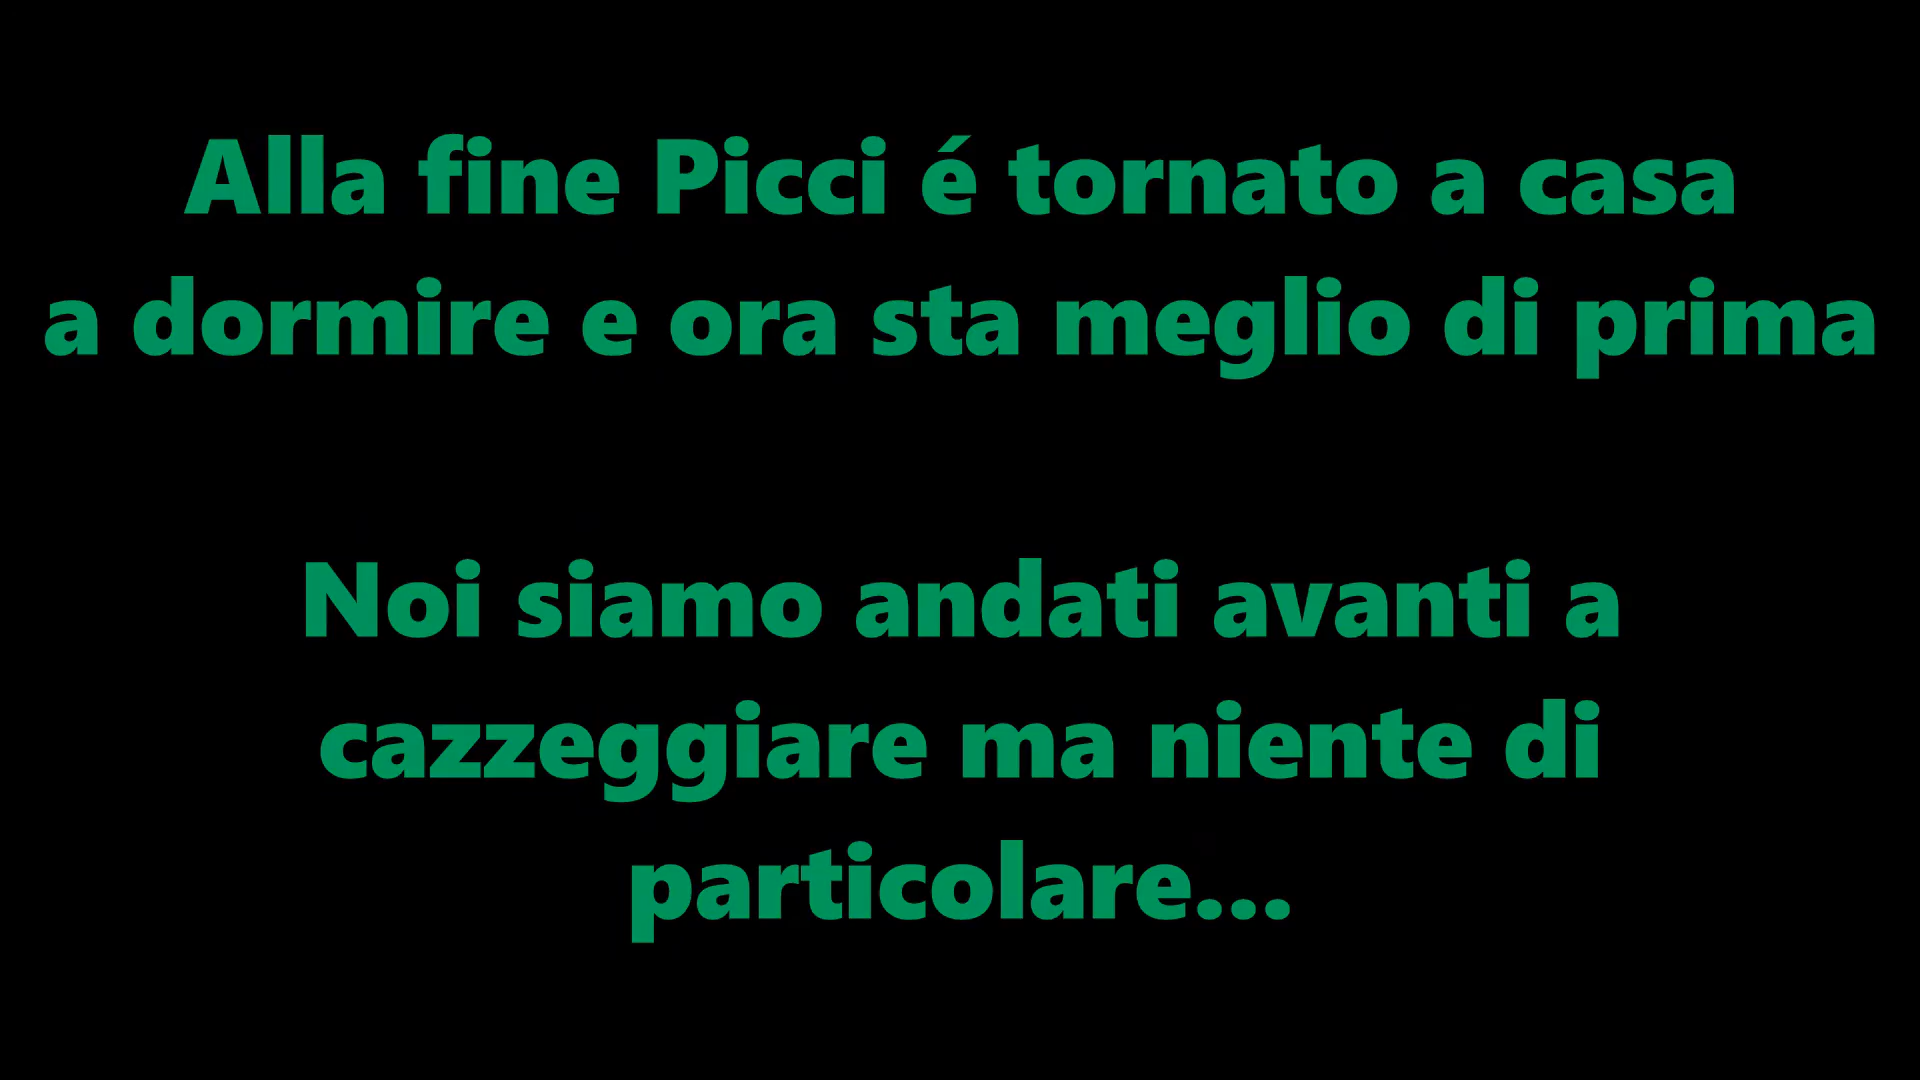 Alla fine Picci é tornato a casa
a dormire e ora sta meglio di prima
Noi siamo andati avanti a
cazzeggiare ma niente di
particolare...